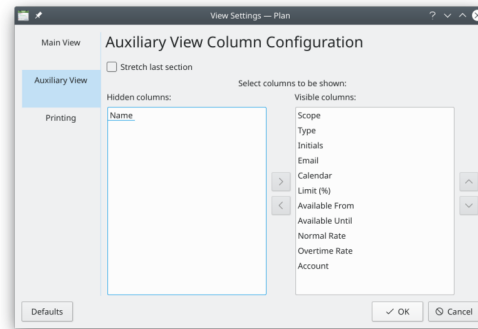 View Settings — Plan
Main View
Auxiliary View
Printing
Auxiliary View Column Configuration
Stretch last section
Select columns to be shown:
Hidden columns:
Name
Visible columns:
Scope
Type
Initials
Email
Calendar
Limit (%)
Available From
Available Until
Normal Rate
Overtime Rate
Account
Defaults
OK
Cancel